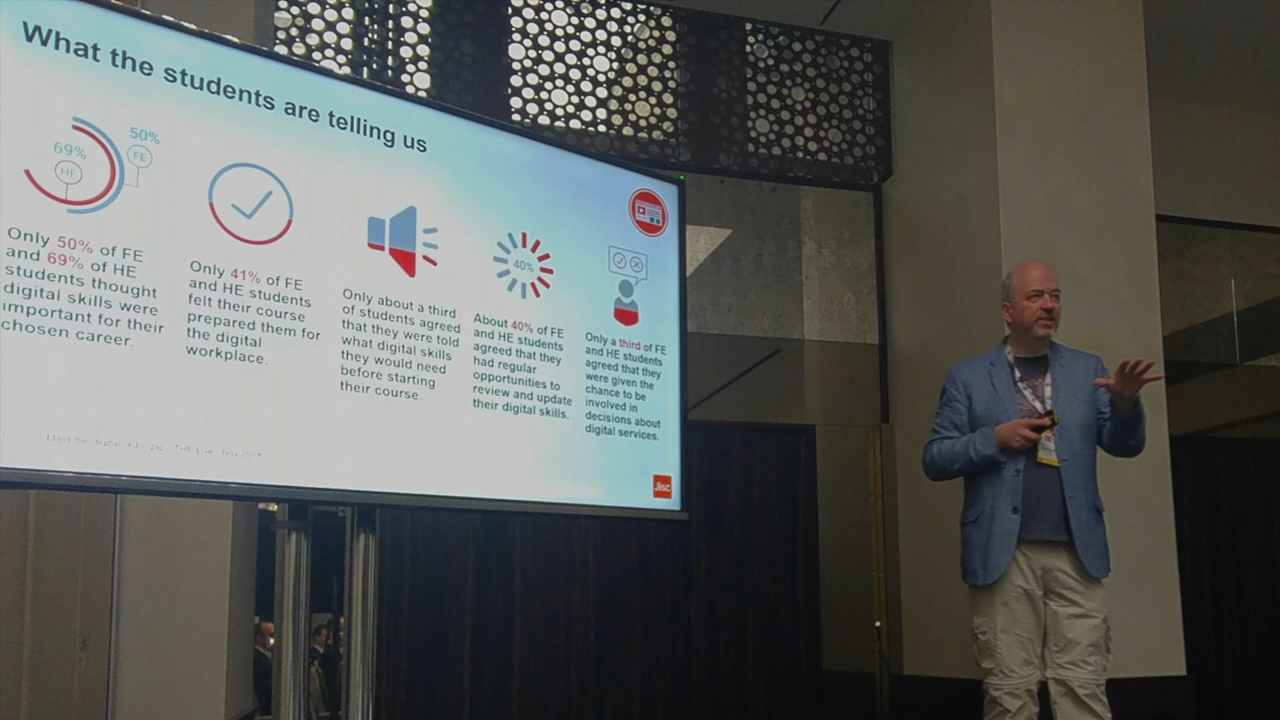 What the students are telling us
69%
HE
50%
FE
Only 50% of FE
and 69% of HE
students thought
digital skills were
important for their
chosen career.
Only 41% of FE
and HE students
felt their course
prepared them for
the digital
workplace.
Only about a third
of students agreed
that they were told
what digital skills
they would need
before starting
their course.
40%
About 40% of FE
and HE students
agreed that they
had regular
opportunities to
review and update
their digital skills.
Only a third of FE
and HE students
agreed that they
were given the
chance to be
involved in
decisions about
digital services.
Jisc